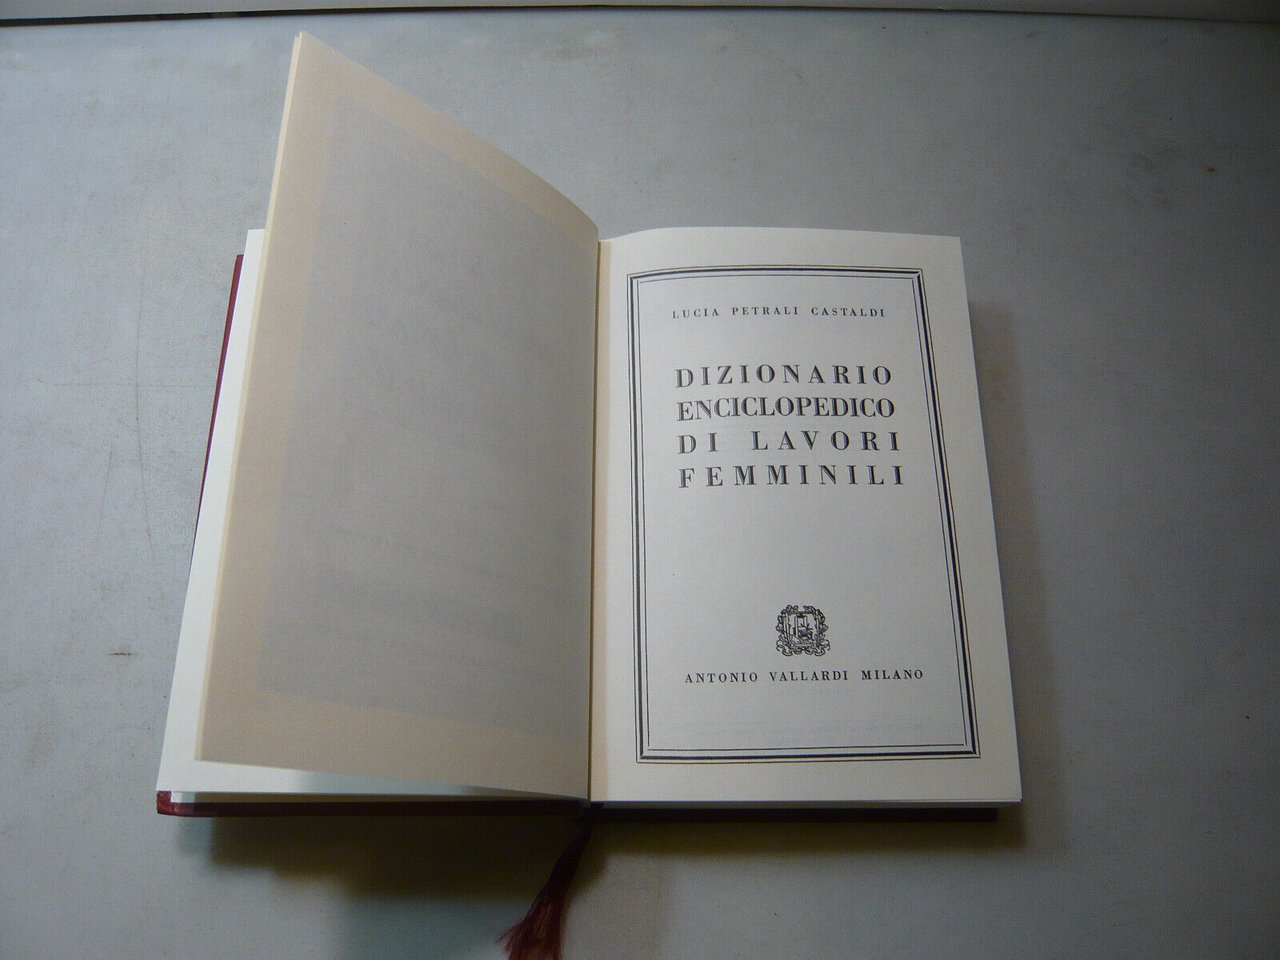 LUCIA PETRALI CASTALDI
DIZIONARIO
ENCICLOPEDICO
DI LAVORI
FEMMINILI
ANTONIO VALLARDI MILANO